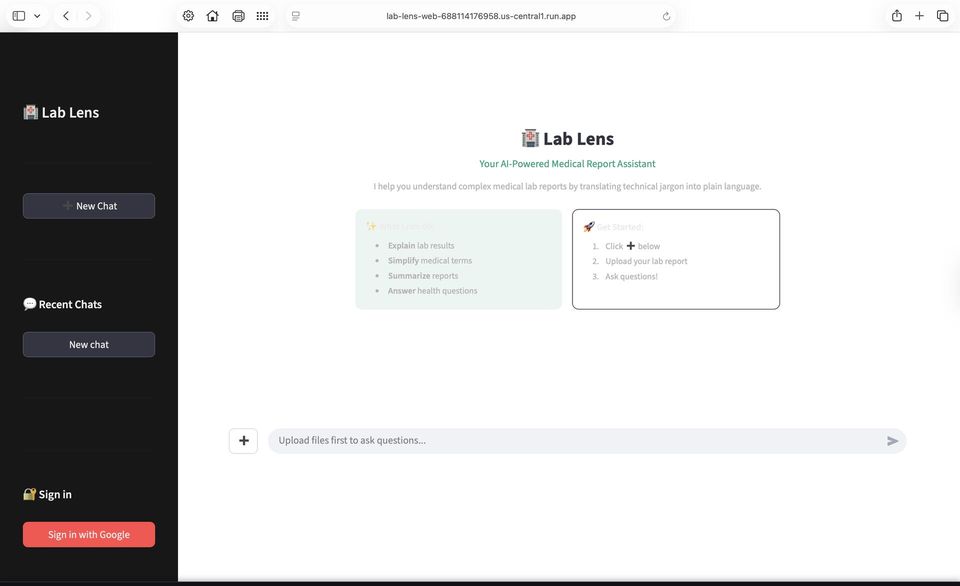 lab-lens-web-688114176958.us-central1.run.app
Lab Lens
New Chat
Recent Chats
New chat
Sign in
Sign in with Google
Lab Lens
Your AI-Powered Medical Report Assistant
I help you understand complex medical lab reports by translating technical jargon into plain language.
What I can do:
Explain lab results
Simplify medical terms
Summarize reports
Answer health questions
Get Started:
1. Click ➕ below
2. Upload your lab report
3. Ask questions!
Upload files first to ask questions...